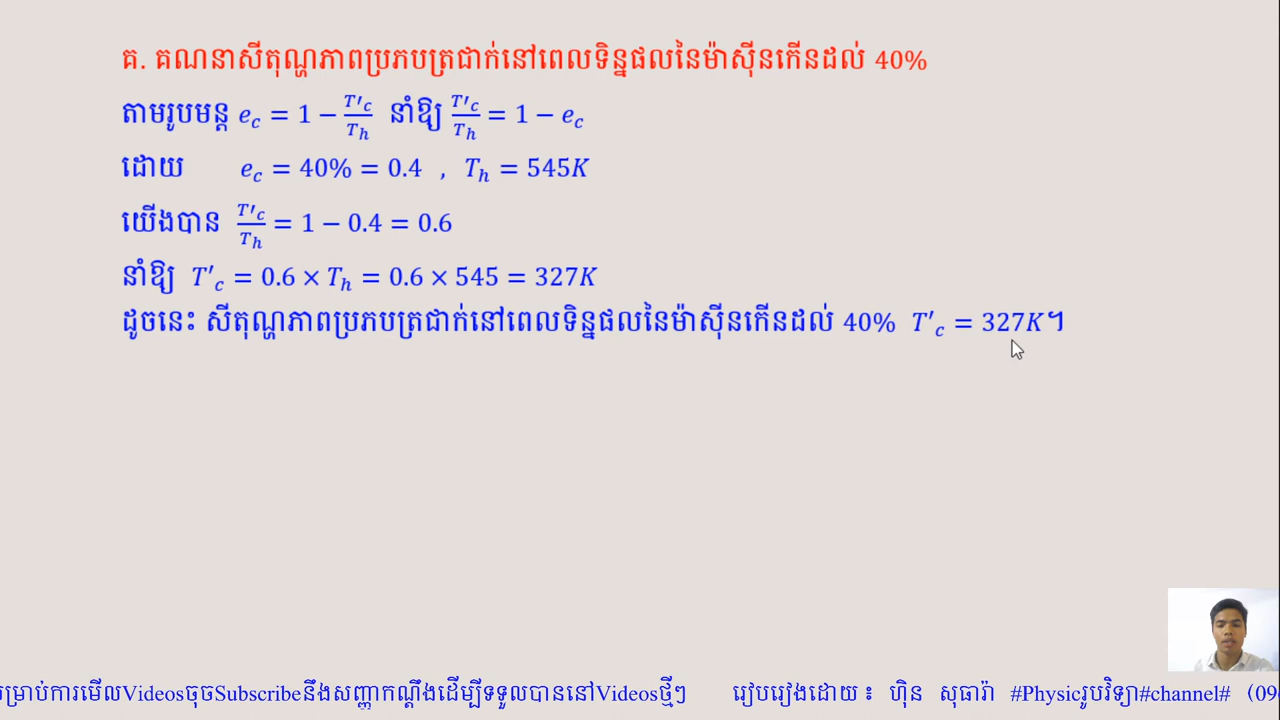 គ. គណនាសីតុណ្ហភាពប្រភបត្រជាក់នៅពេលទិន្នផលនៃម៉ាស៊ីនកើនដល់ 40%
តាមរូបមន្ត e_c = 1 − T′_c/T_h នាំឱ្យ T′_c/T_h = 1 − e_c
ដោយ e_c = 40% = 0.4 , T_h = 545K
យើងបាន T′_c/T_h = 1 − 0.4 = 0.6
នាំឱ្យ T′_c = 0.6 × T_h = 0.6 × 545 = 327K
ដូចនេះ សីតុណ្ហភាពប្រភបត្រជាក់នៅពេលទិន្នផលនៃម៉ាស៊ីនកើនដល់ 40% T′_c = 327K។
ម្រាប់ការមើលVideosចុចSubscribeនឹងសញ្ញាកណ្ដឹងដើម្បីទទួលបាននៅVideosថ្មីៗ រៀបរៀងដោយ ៖ ហ៊ិន សុធារ៉ា #Physicរូបវិទ្យា#channel# (09